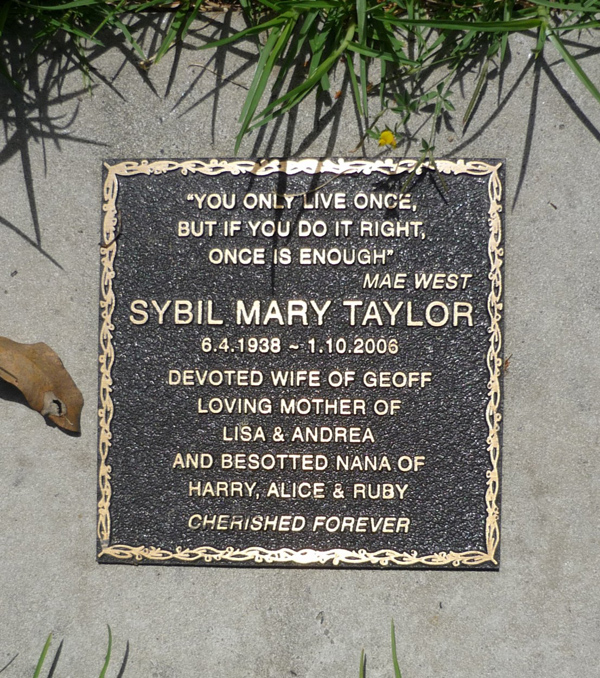 "YOU ONLY LIVE ONCE,
BUT IF YOU DO IT RIGHT,
ONCE IS ENOUGH"
MAE WEST
SYBIL MARY TAYLOR
6.4.1938 ~ 1.10.2006
DEVOTED WIFE OF GEOFF
LOVING MOTHER OF
LISA & ANDREA
AND BESOTTED NANA OF
HARRY, ALICE & RUBY
CHERISHED FOREVER